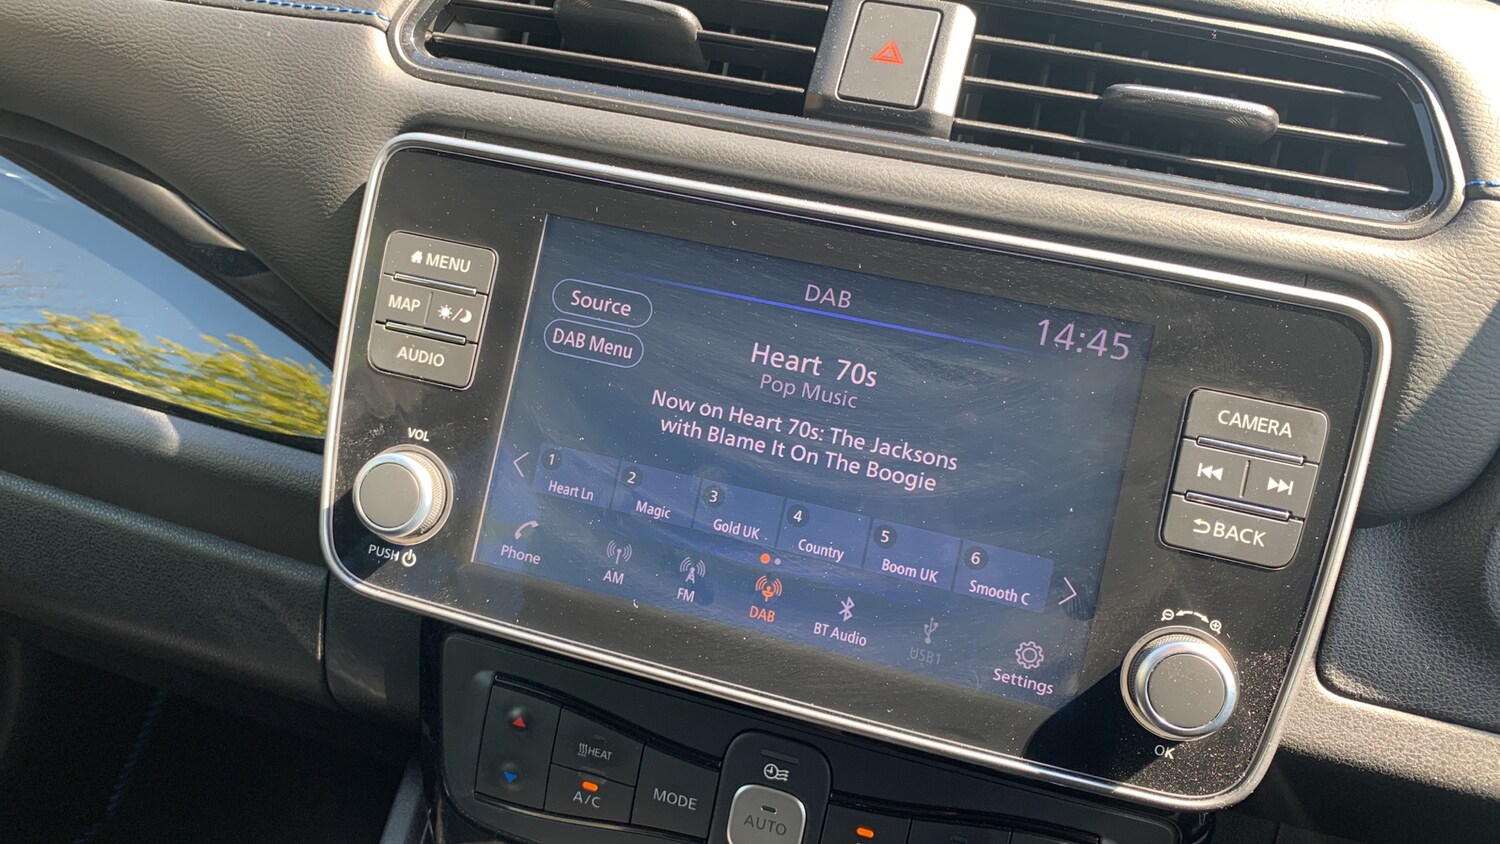 MENU
MAP
AUDIO
VOL
PUSH
DAB
14:45
Source
DAB Menu
Heart 70s
Pop Music
Now on Heart 70s: The Jacksons
with Blame It On The Boogie
1
Heart Ln
2
Magic
3
Gold UK
4
Country
5
Boom UK
6
Smooth C
Phone
AM
FM
DAB
BT Audio
USB1
Settings
CAMERA
BACK
OK
HEAT
A/C
MODE
AUTO